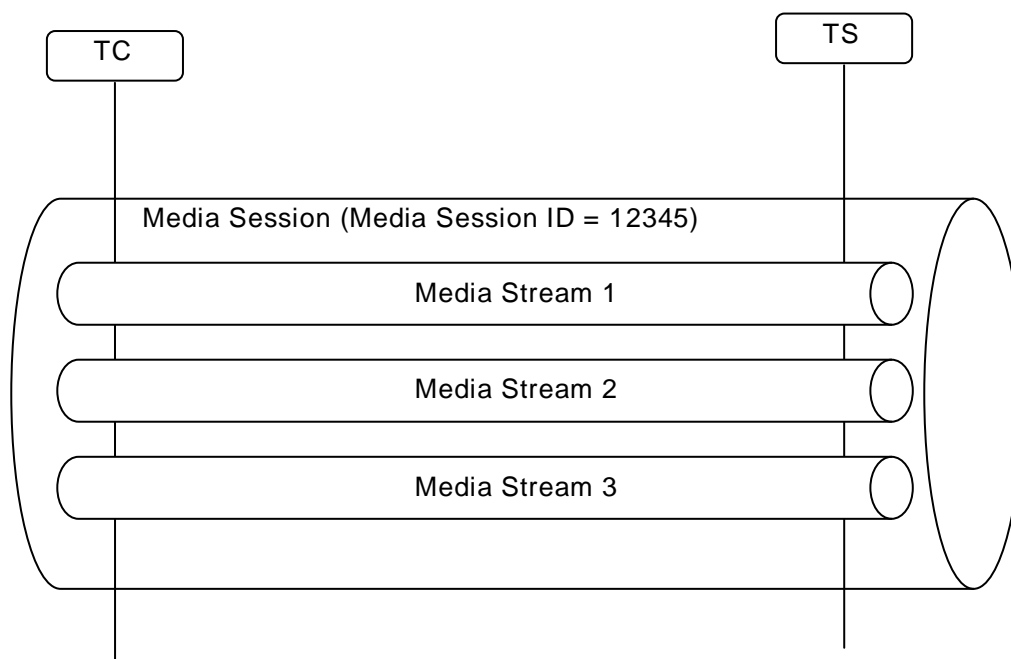 TC
TS
Media Session (Media Session ID = 12345)
Media Stream 1
Media Stream 2
Media Stream 3